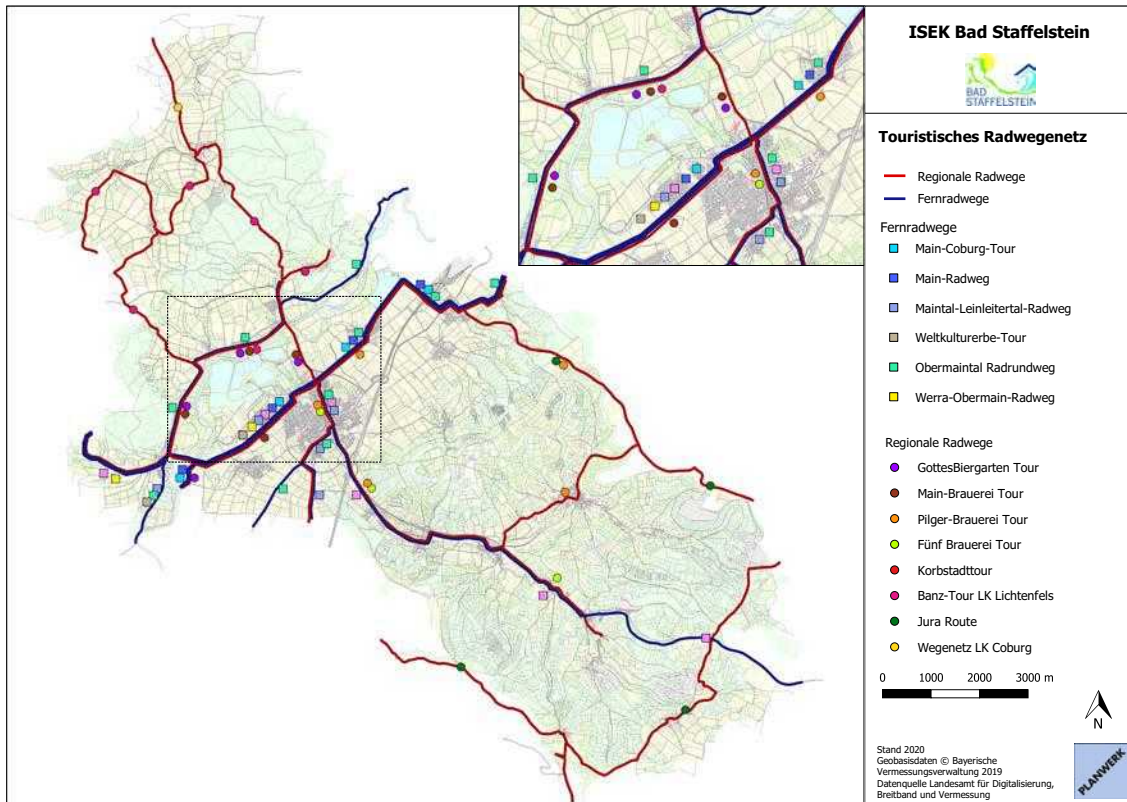 ISEK Bad Staffelstein
BAD
STAFFELSTEIN
Touristisches Radwegenetz
Regionale Radwege
Fernradwege
Fernradwege
Main-Coburg-Tour
Main-Radweg
Maintal-Leinleitertal-Radweg
Weltkulturerbe-Tour
Obermaintal Radrundweg
Werra-Obermain-Radweg
Regionale Radwege
GottesBiergarten Tour
Main-Brauerei Tour
Pilger-Brauerei Tour
Fünf Brauerei Tour
Korbstadttour
Banz-Tour LK Lichtenfels
Jura Route
Wegenetz LK Coburg
0 1000 2000 3000 m
N
Stand 2020
Geobasisdaten © Bayerische
Vermessungsverwaltung 2019
Datenquelle Landesamt für Digitalisierung,
Breitband und Vermessung
PLANWERK